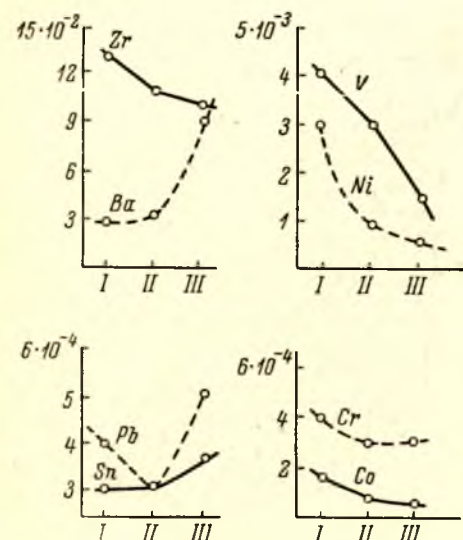 15·10⁻²
Zr
12
9
6
Ba
3
I II III
5·10⁻³
V
4
3
Ni
2
1
I II III
6·10⁻⁴
5
Pb
4
Sn
3
I II III
6·10⁻⁴
Cr
4
Co
2
I II III